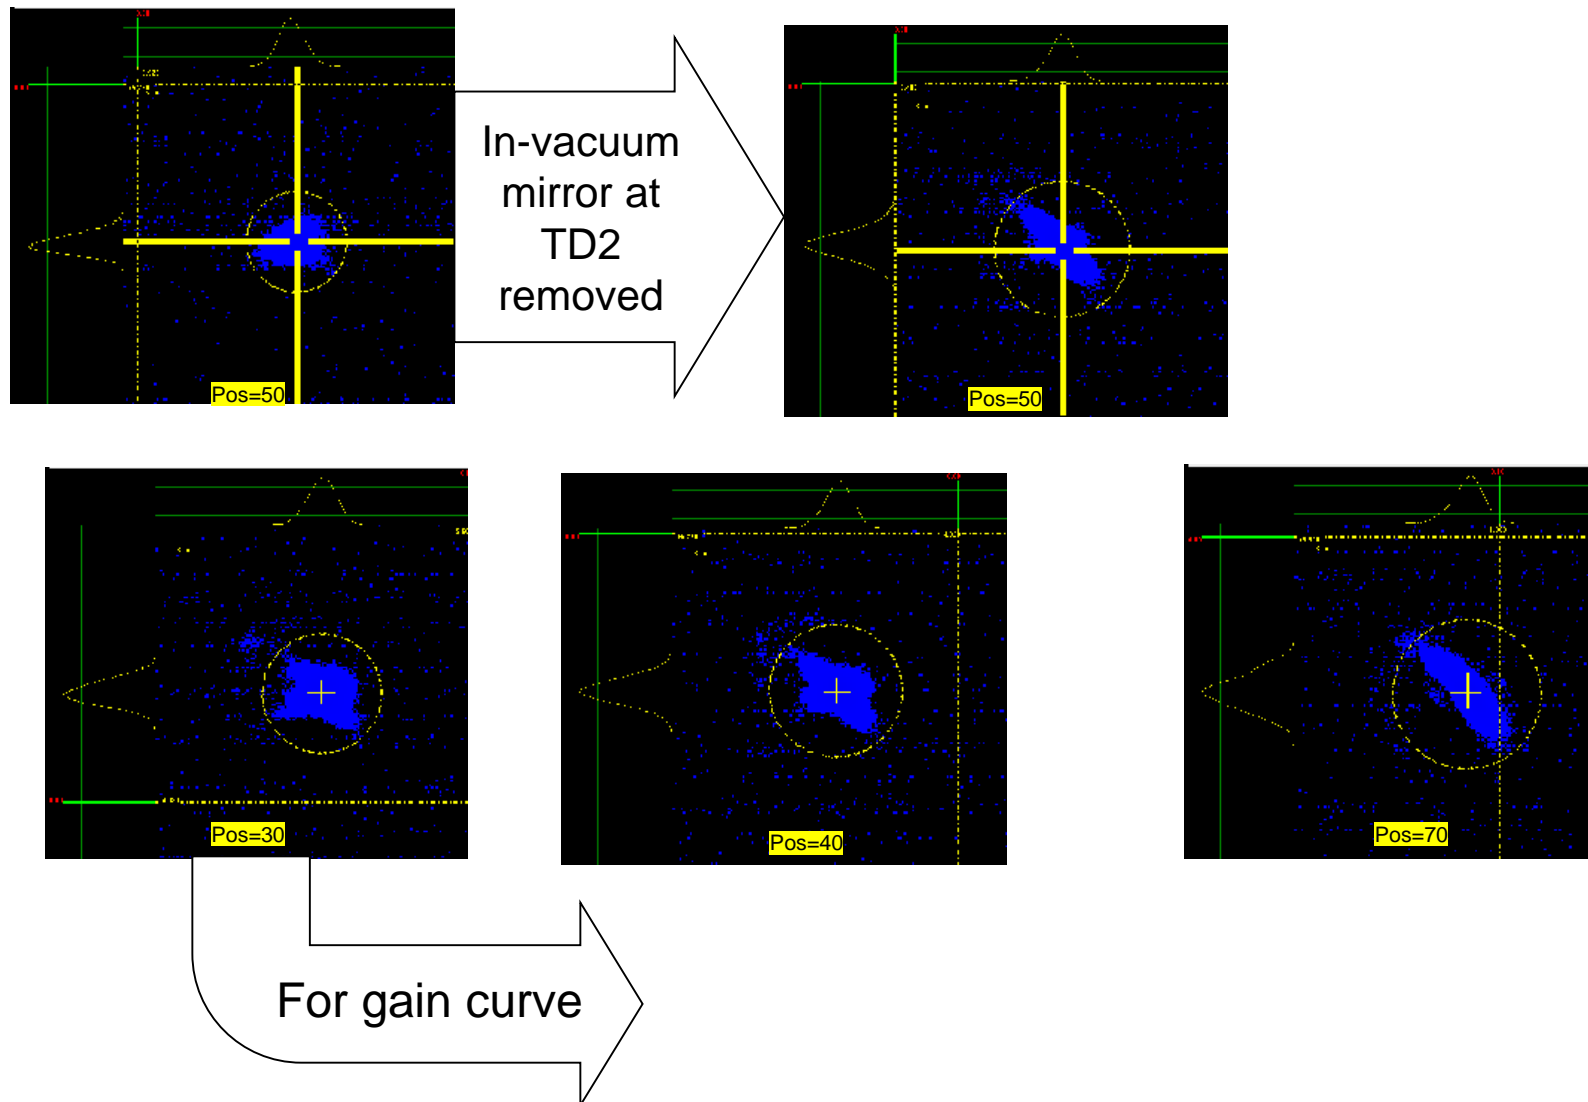 In-vacuum
mirror at
TD2
removed
Pos=50
Pos=50
Pos=30
Pos=40
Pos=70
For gain curve